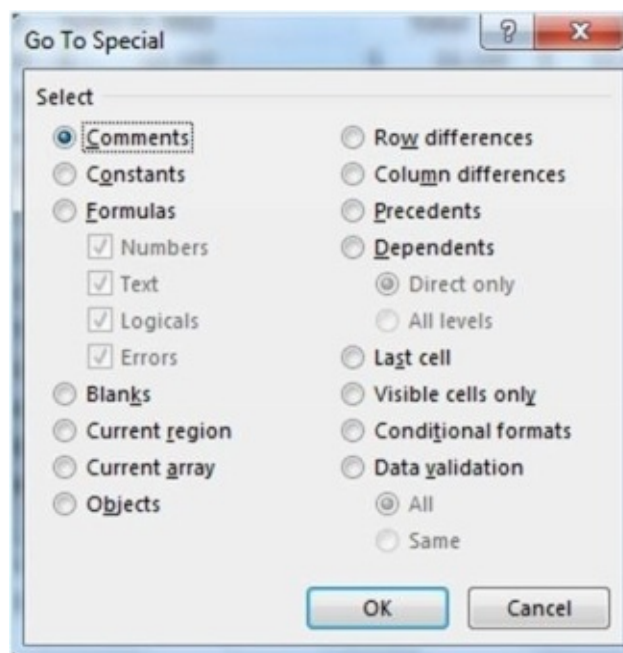 Go To Special
Select
Comments
Constants
Formulas
Numbers
Text
Logicals
Errors
Blanks
Current region
Current array
Objects
Row differences
Column differences
Precedents
Dependents
Direct only
All levels
Last cell
Visible cells only
Conditional formats
Data validation
All
Same
OK
Cancel